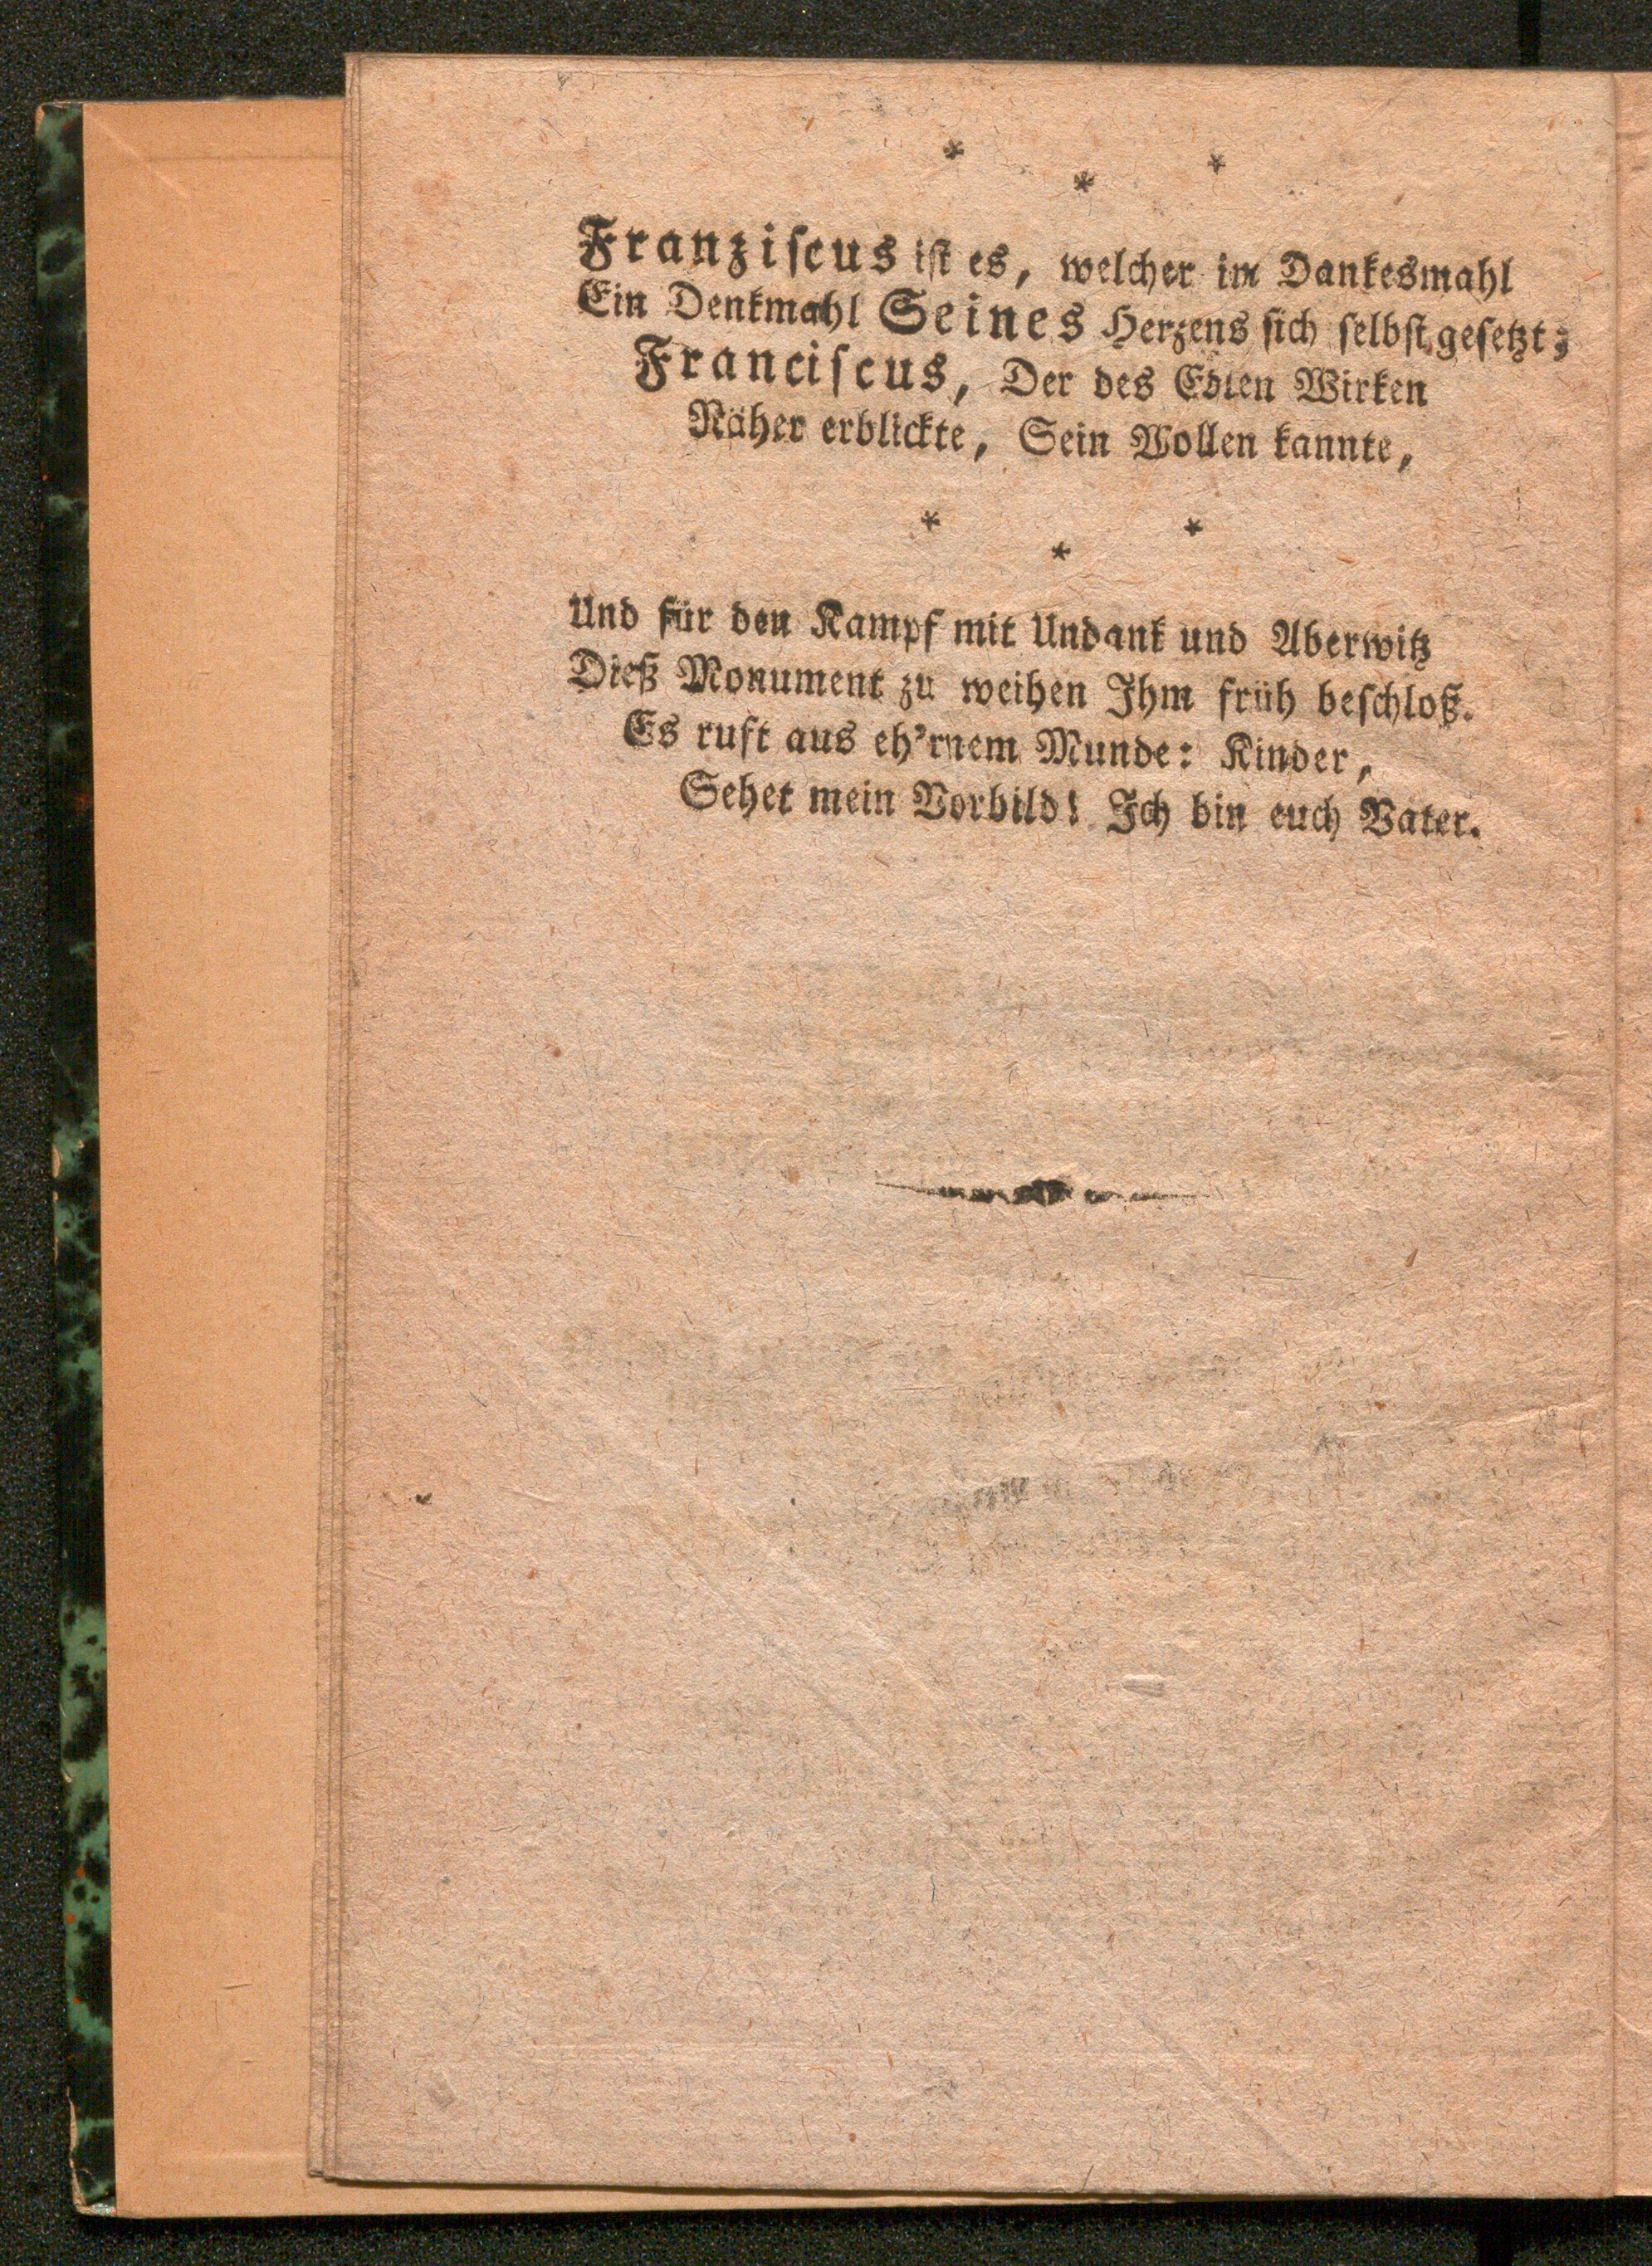 * * *
Franziſcus iſt es, welcher im Dankesmahl
Ein Denkmahl Seines Herzens ſich ſelbſt geſetzt;
Franciſcus, Der des Edlen Wirken
Näher erblickte, Sein Wollen kannte,
* * *
Und für den Kampf mit Undank und Aberwitz
Dieß Monument zu weihen Ihm früh beſchloß.
Es ruft aus eh'rnem Munde: Kinder,
Sehet mein Vorbild! Ich bin euch Vater.